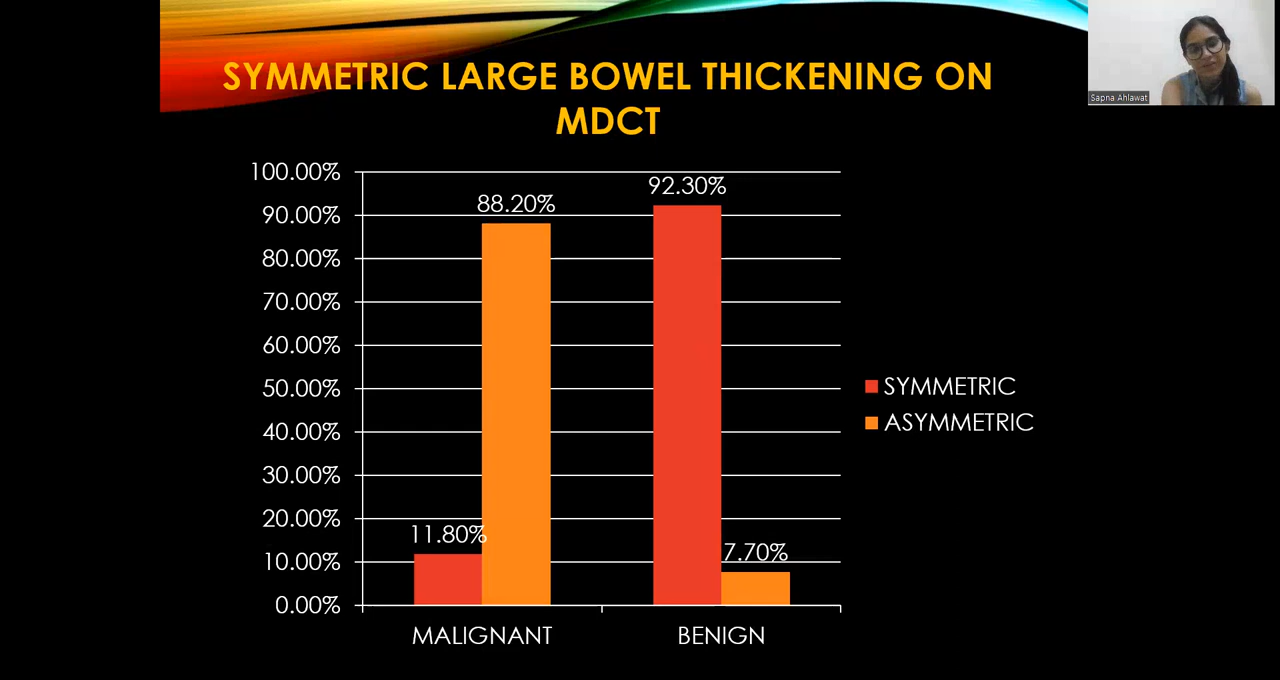 SYMMETRIC LARGE BOWEL THICKENING ON
MDCT
Sapna Ahlawat
100.00%
90.00%
80.00%
70.00%
60.00%
50.00%
40.00%
30.00%
20.00%
10.00%
0.00%
11.80%
88.20%
92.30%
7.70%
MALIGNANT
BENIGN
SYMMETRIC
ASYMMETRIC